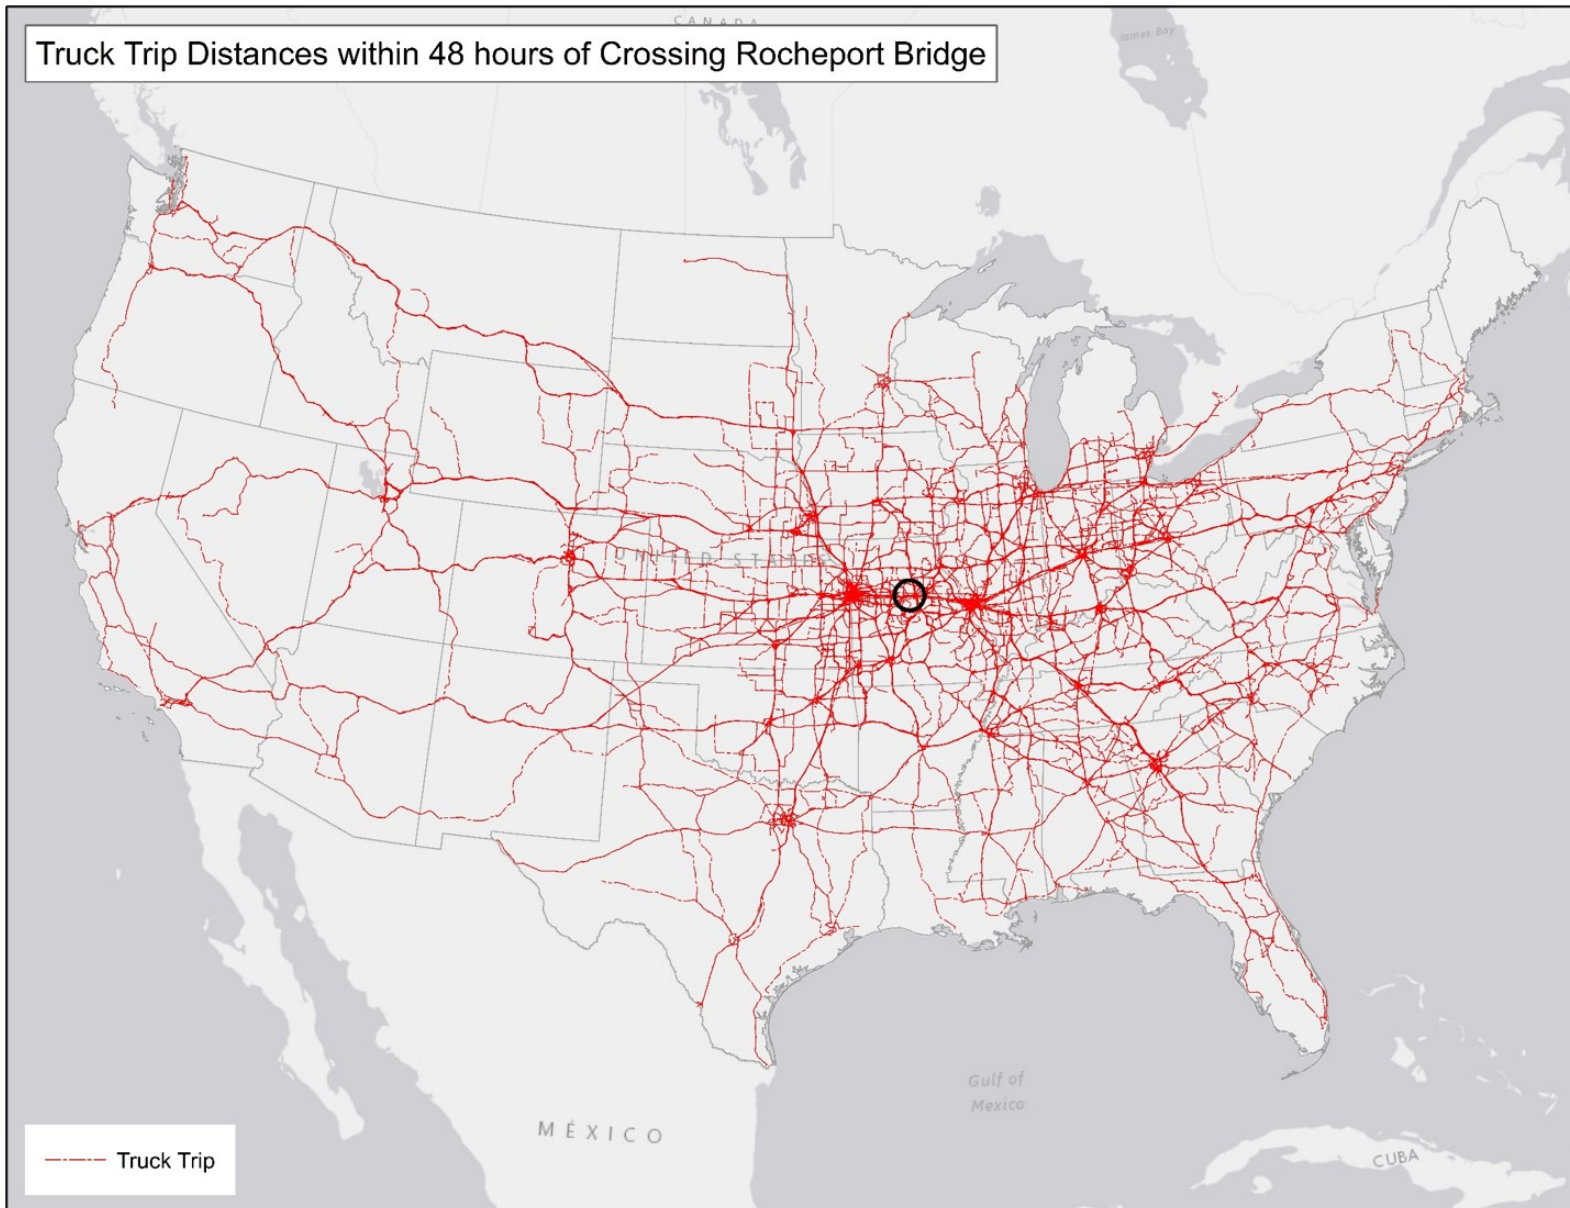 CANADA
Truck Trip Distances within 48 hours of Crossing Rocheport Bridge
James Bay
UNITED STATES
Gulf of
Mexico
MÉXICO
CUBA
Truck Trip